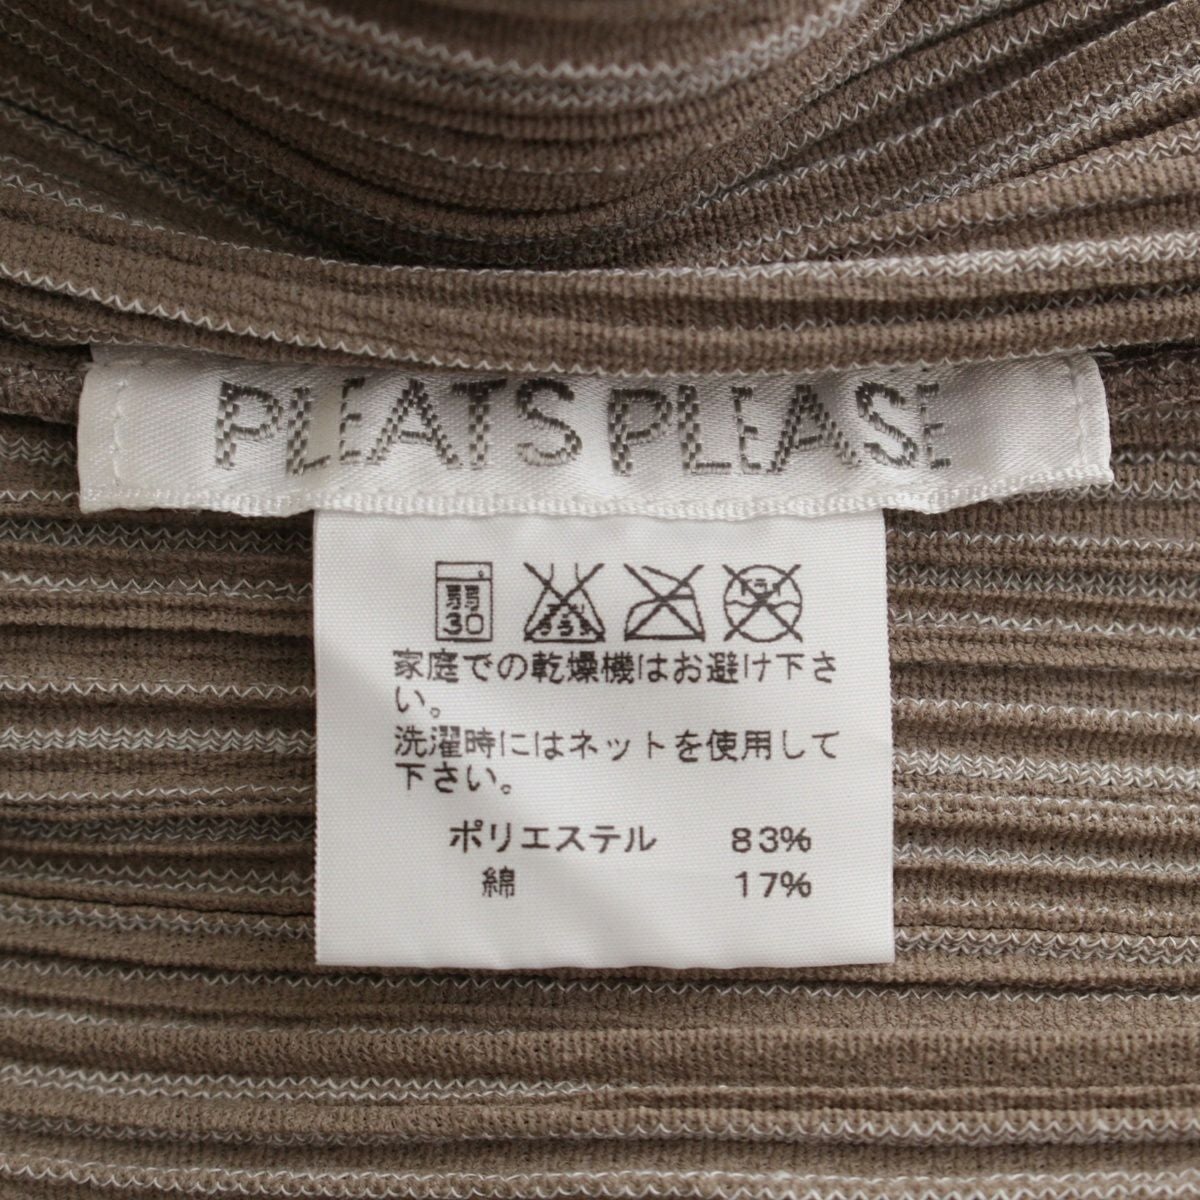 PLEATS PLEASE
弱
30
家庭での乾燥機はお避け下さ
い。
洗濯時にはネットを使用して
下さい。
ポリエステル 83%
綿 17%